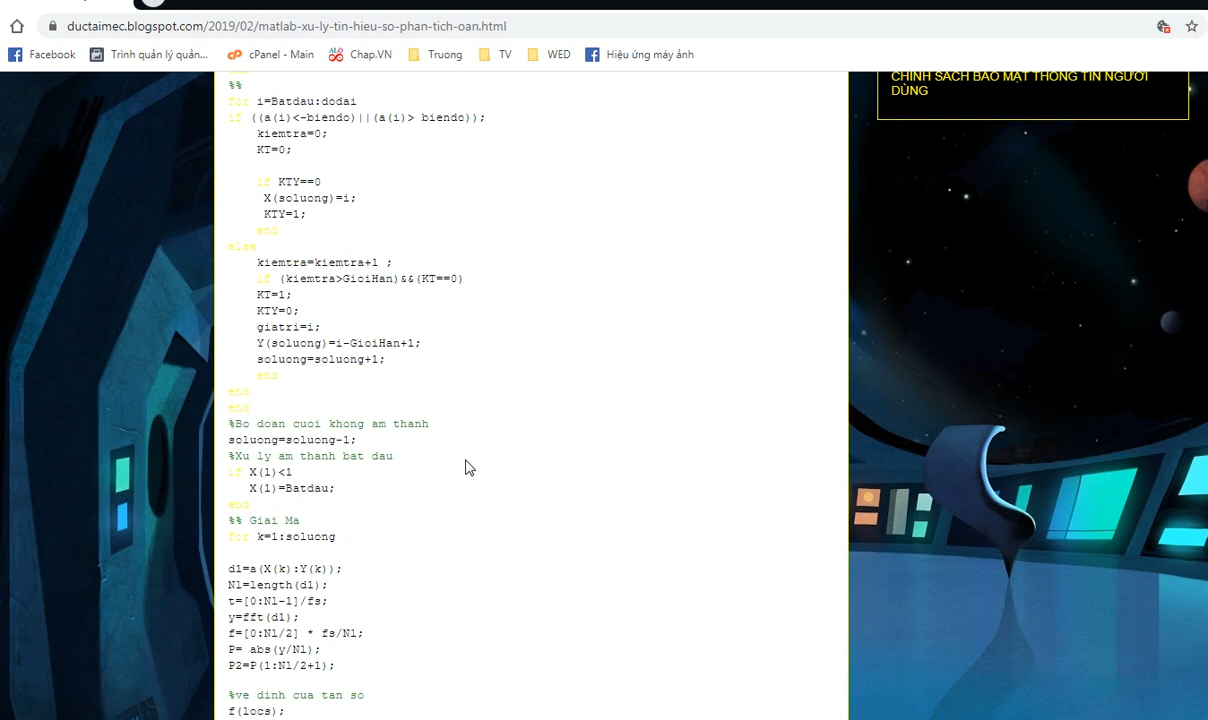 ductaimec.blogspot.com/2019/02/matlab-xu-ly-tin-hieu-so-phan-tich-oan.html
Facebook
Trình quản lý quản...
cPanel - Main
Chap.VN
Truong
TV
WED
Hiệu ứng máy ảnh
CHÍNH SÁCH BẢO MẬT THÔNG TIN NGƯỜI
DÙNG
%%
for i=Batdau:dodai
if ((a(i)<-biendo)||(a(i)> biendo));
kiemtra=0;
KT=0;
if KTY==0
X(soluong)=i;
KTY=1;
end
else
kiemtra=kiemtra+1 ;
if (kiemtra>GioiHan)&&(KT==0)
KT=1;
KTY=0;
giatri=i;
Y(soluong)=i-GioiHan+1;
soluong=soluong+1;
end
end
end
%Bo doan cuoi khong am thanh
soluong=soluong-1;
%Xu ly am thanh bat dau
if X(1)<1
X(1)=Batdau;
end
%% Giai Ma
for k=1:soluong
d1=a(X(k):Y(k));
Nl=length(d1);
t=[0:Nl-1]/fs;
y=fft(d1);
f=[0:Nl/2] * fs/Nl;
P= abs(y/Nl);
P2=P(1:Nl/2+1);
%ve dinh cua tan so
f(locs);